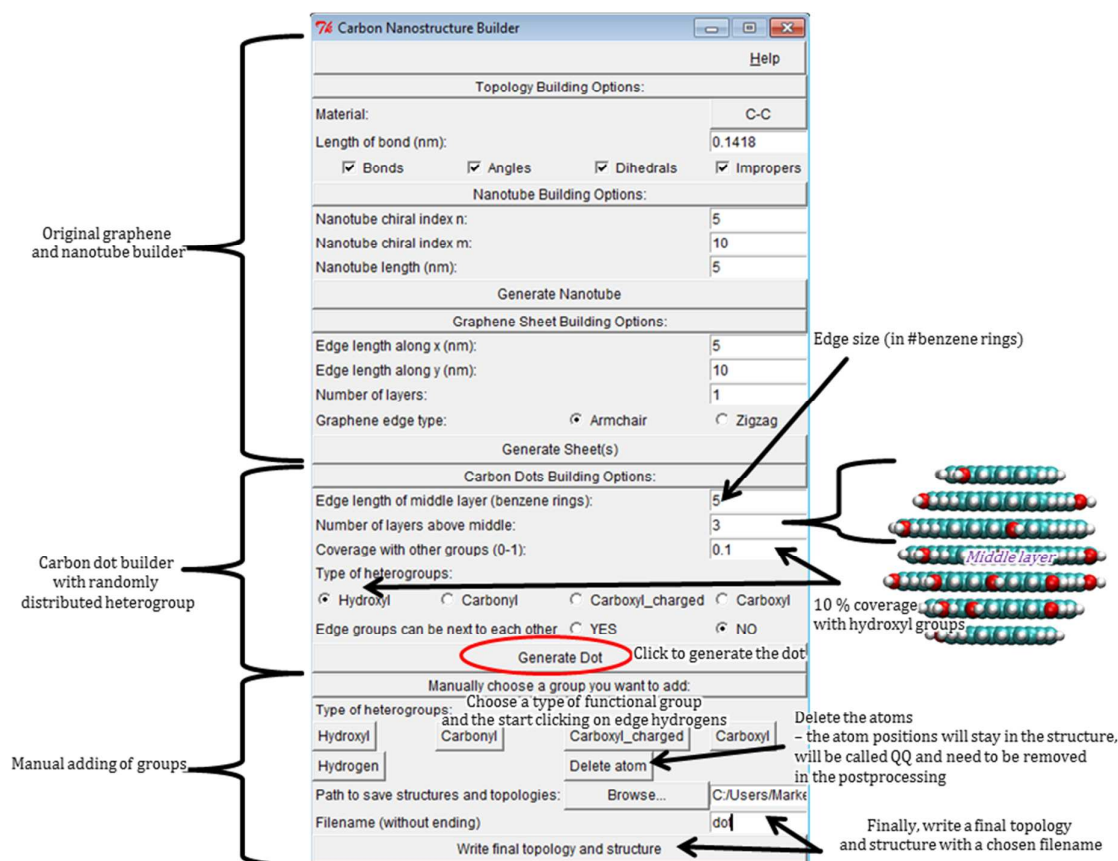 Carbon Nanostructure Builder
Help
Topology Building Options:
Material: C-C
Length of bond (nm): 0.1418
Bonds Angles Dihedrals Impropers
Nanotube Building Options:
Nanotube chiral index n: 5
Nanotube chiral index m: 10
Nanotube length (nm): 5
Generate Nanotube
Graphene Sheet Building Options:
Edge length along x (nm): 5
Edge length along y (nm): 10
Number of layers: 1
Graphene edge type: Armchair Zigzag
Generate Sheet(s)
Carbon Dots Building Options:
Edge length of middle layer (benzene rings): 5
Number of layers above middle: 3
Coverage with other groups (0-1): 0.1
Type of heterogroups:
Hydroxyl Carbonyl Carboxyl_charged Carboxyl
Edge groups can be next to each other YES NO
Generate Dot
Click to generate the dot
Manually choose a group you want to add:
Type of heterogroups:
Choose a type of functional group
and the start clicking on edge hydrogens
Hydroxyl Carbonyl Carboxyl_charged Carboxyl
Hydrogen Delete atom
Path to save structures and topologies: Browse... C:/Users/Marke
Filename (without ending) dot
Write final topology and structure
Original graphene
and nanotube builder
Carbon dot builder
with randomly
distributed heterogroup
Manual adding of groups
Edge size (in #benzene rings)
Middle layer
10 % coverage
with hydroxyl groups
Delete the atoms
– the atom positions will stay in the structure,
will be called QQ and need to be removed
in the postprocessing
Finally, write a final topology
and structure with a chosen filename